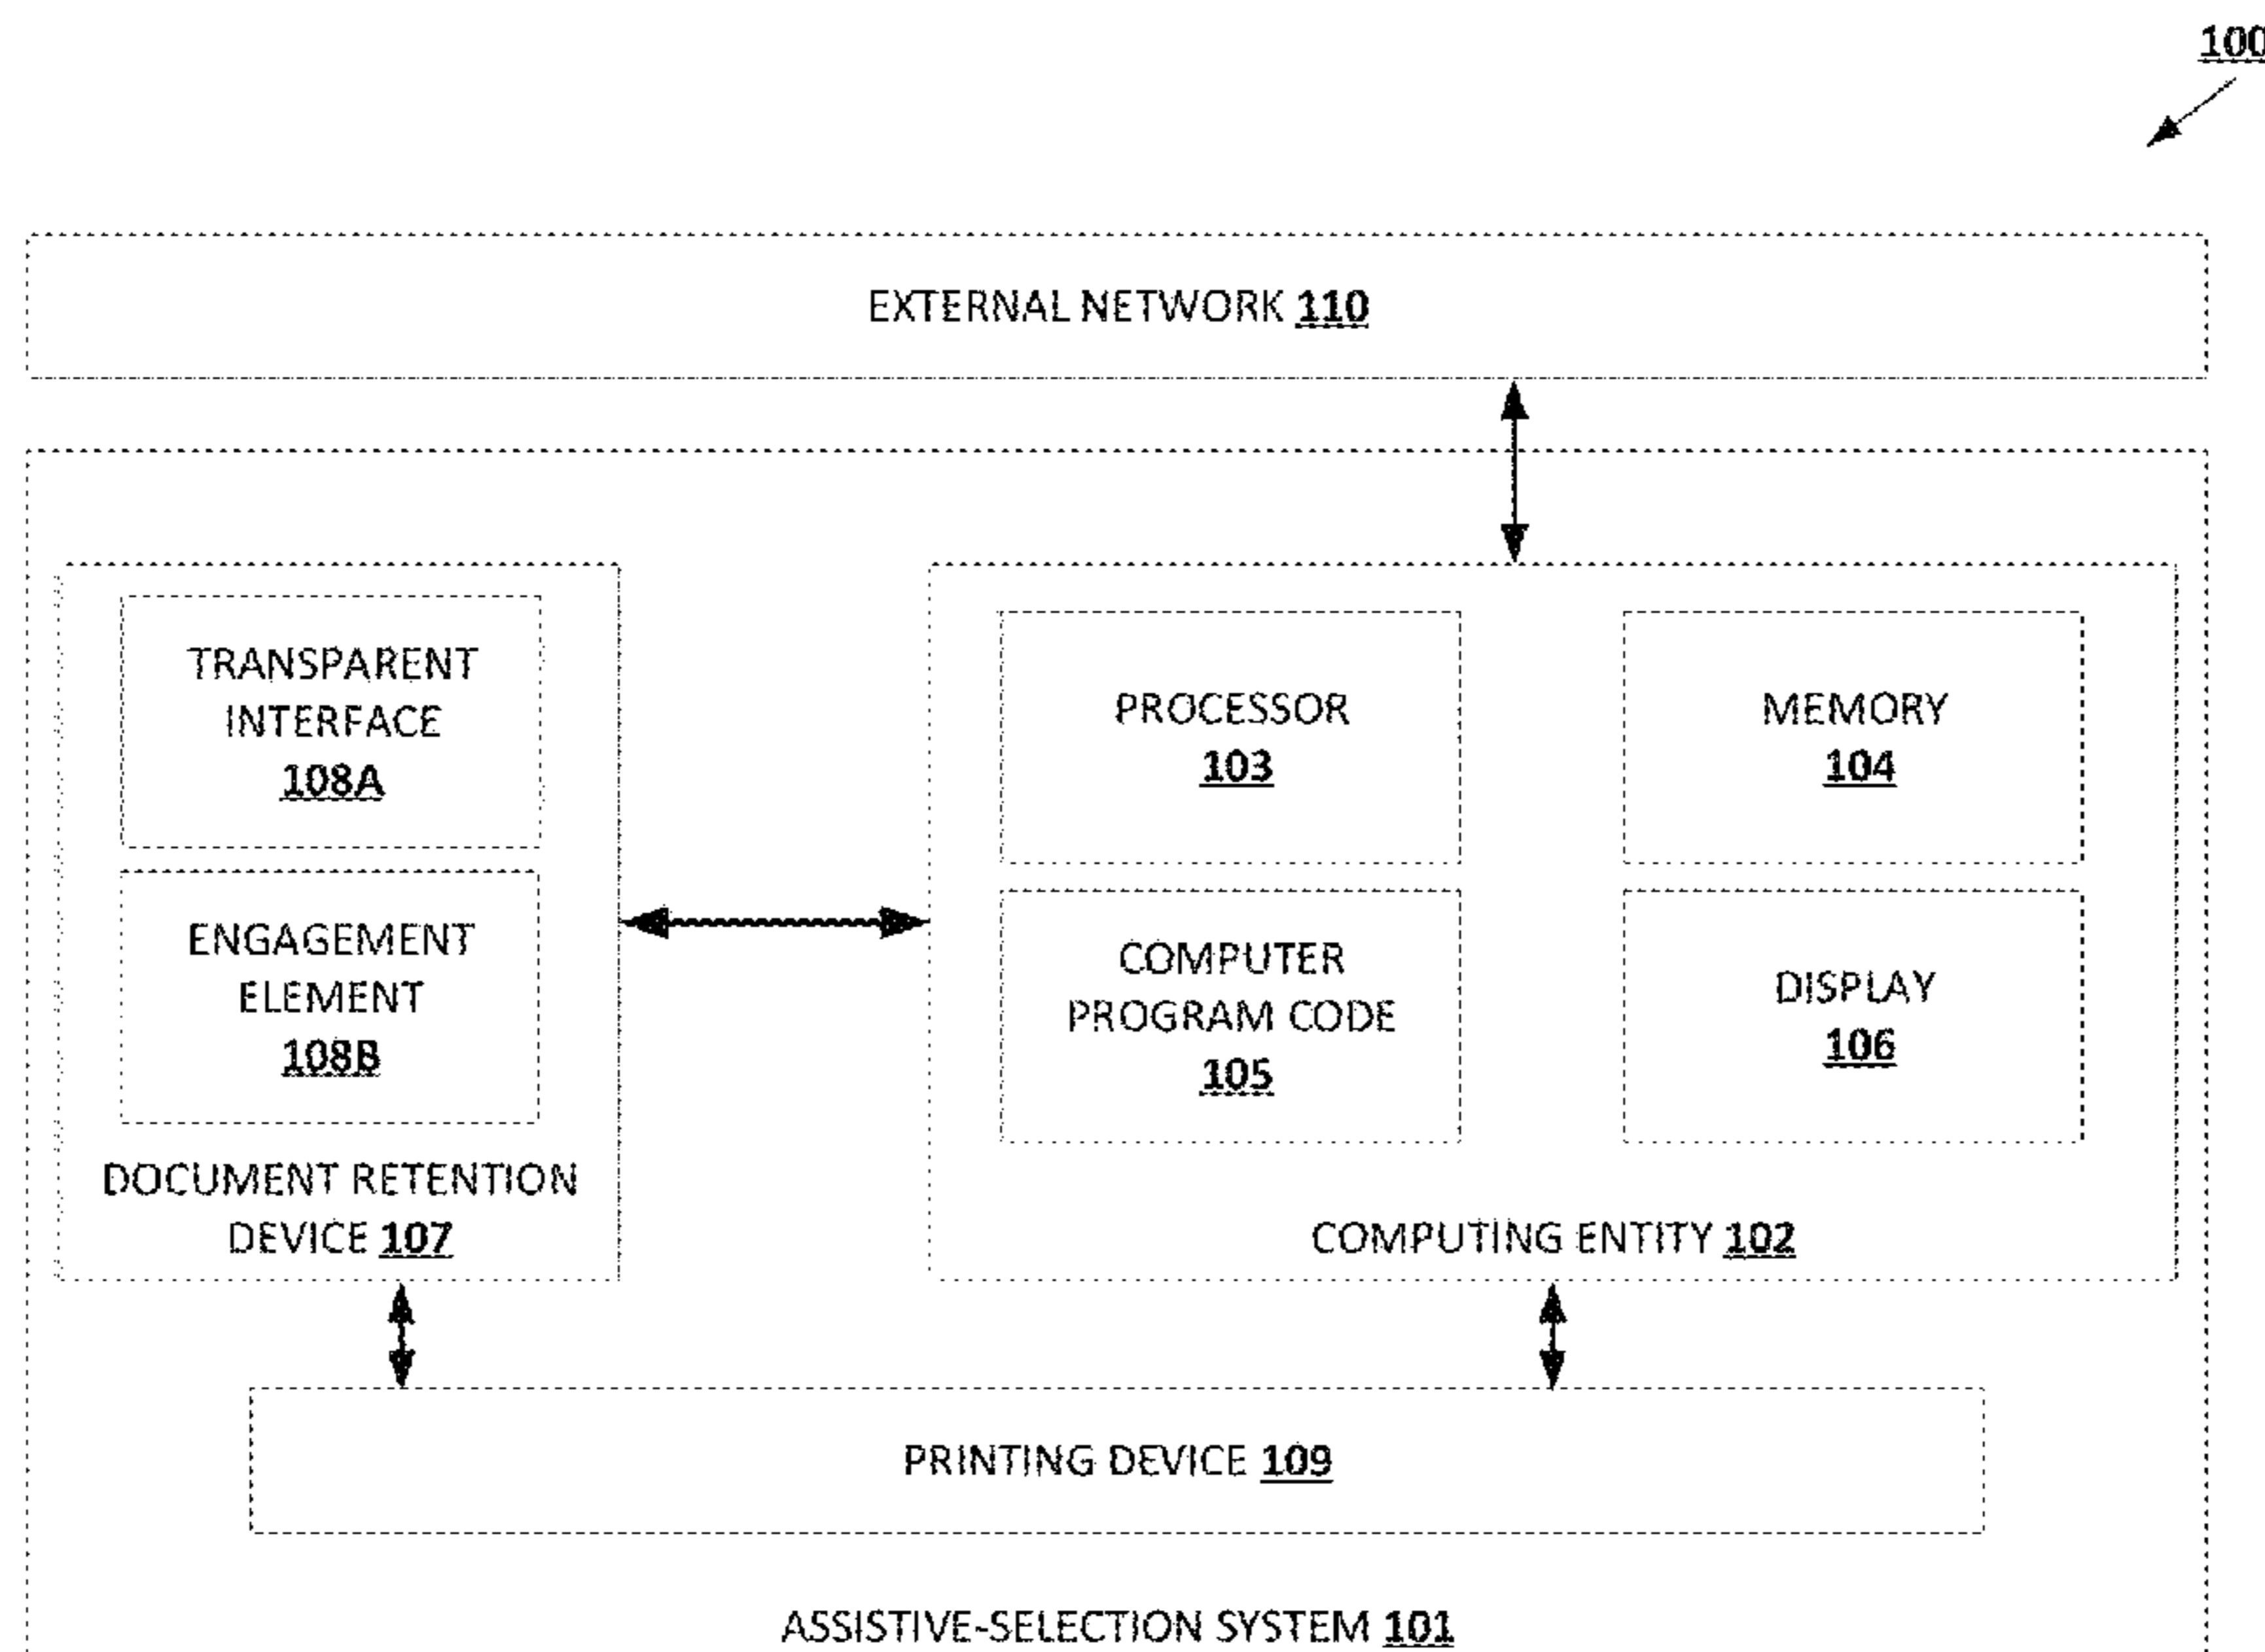 100
EXTERNAL NETWORK 110
TRANSPARENT
INTERFACE
108A
ENGAGEMENT
ELEMENT
108B
DOCUMENT RETENTION
DEVICE 107
PROCESSOR
103
MEMORY
104
COMPUTER
PROGRAM CODE
105
DISPLAY
106
COMPUTING ENTITY 102
PRINTING DEVICE 109
ASSISTIVE-SELECTION SYSTEM 101